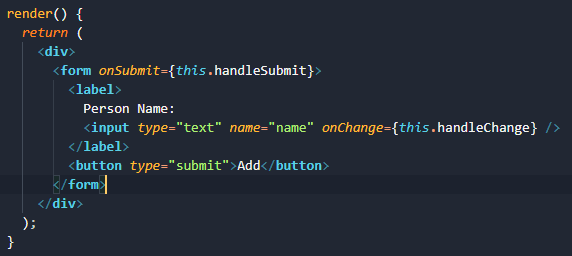 render() {
  return (
    <div>
      <form onSubmit={this.handleSubmit}>
        <label>
          Person Name:
          <input type="text" name="name" onChange={this.handleChange} />
        </label>
        <button type="submit">Add</button>
      </form>
    </div>
  );
}